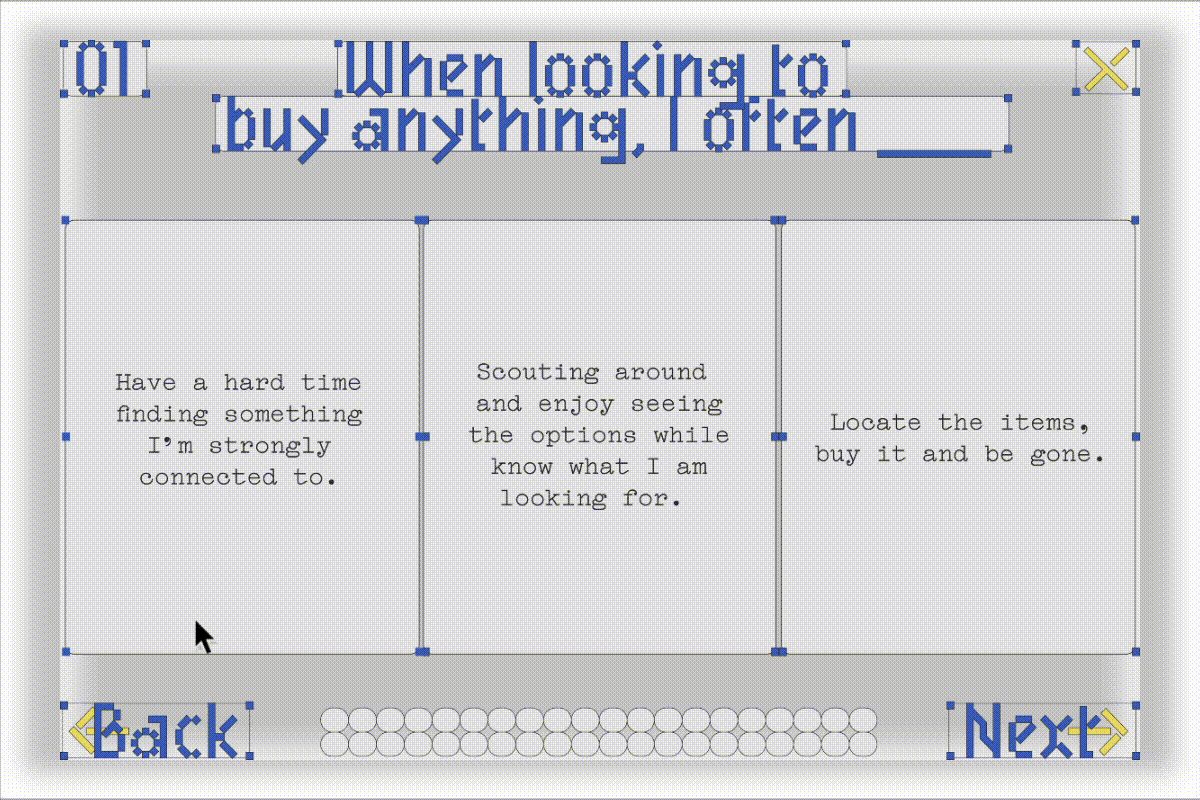 01
When looking to
buy anything, I often ______
Have a hard time
finding something
I'm strongly
connected to.
Scouting around
and enjoy seeing
the options while
know what I am
looking for.
Locate the items,
buy it and be gone.
Back
Next